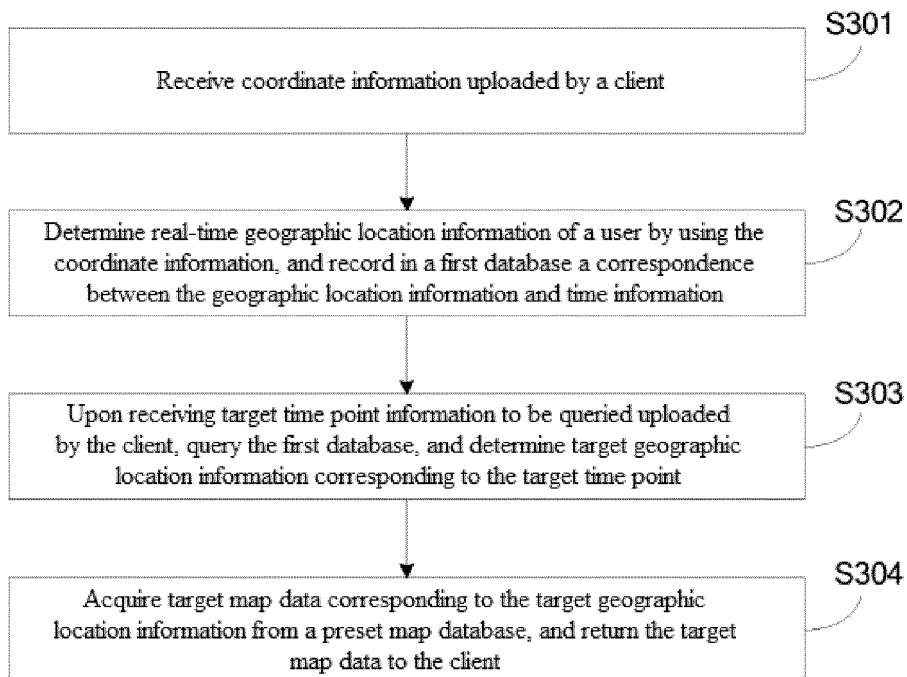 S301
Receive coordinate information uploaded by a client
S302
Determine real-time geographic location information of a user by using the
coordinate information, and record in a first database a correspondence
between the geographic location information and time information
S303
Upon receiving target time point information to be queried uploaded
by the client, query the first database, and determine target geographic
location information corresponding to the target time point
S304
Acquire target map data corresponding to the target geographic
location information from a preset map database, and return the target
map data to the client